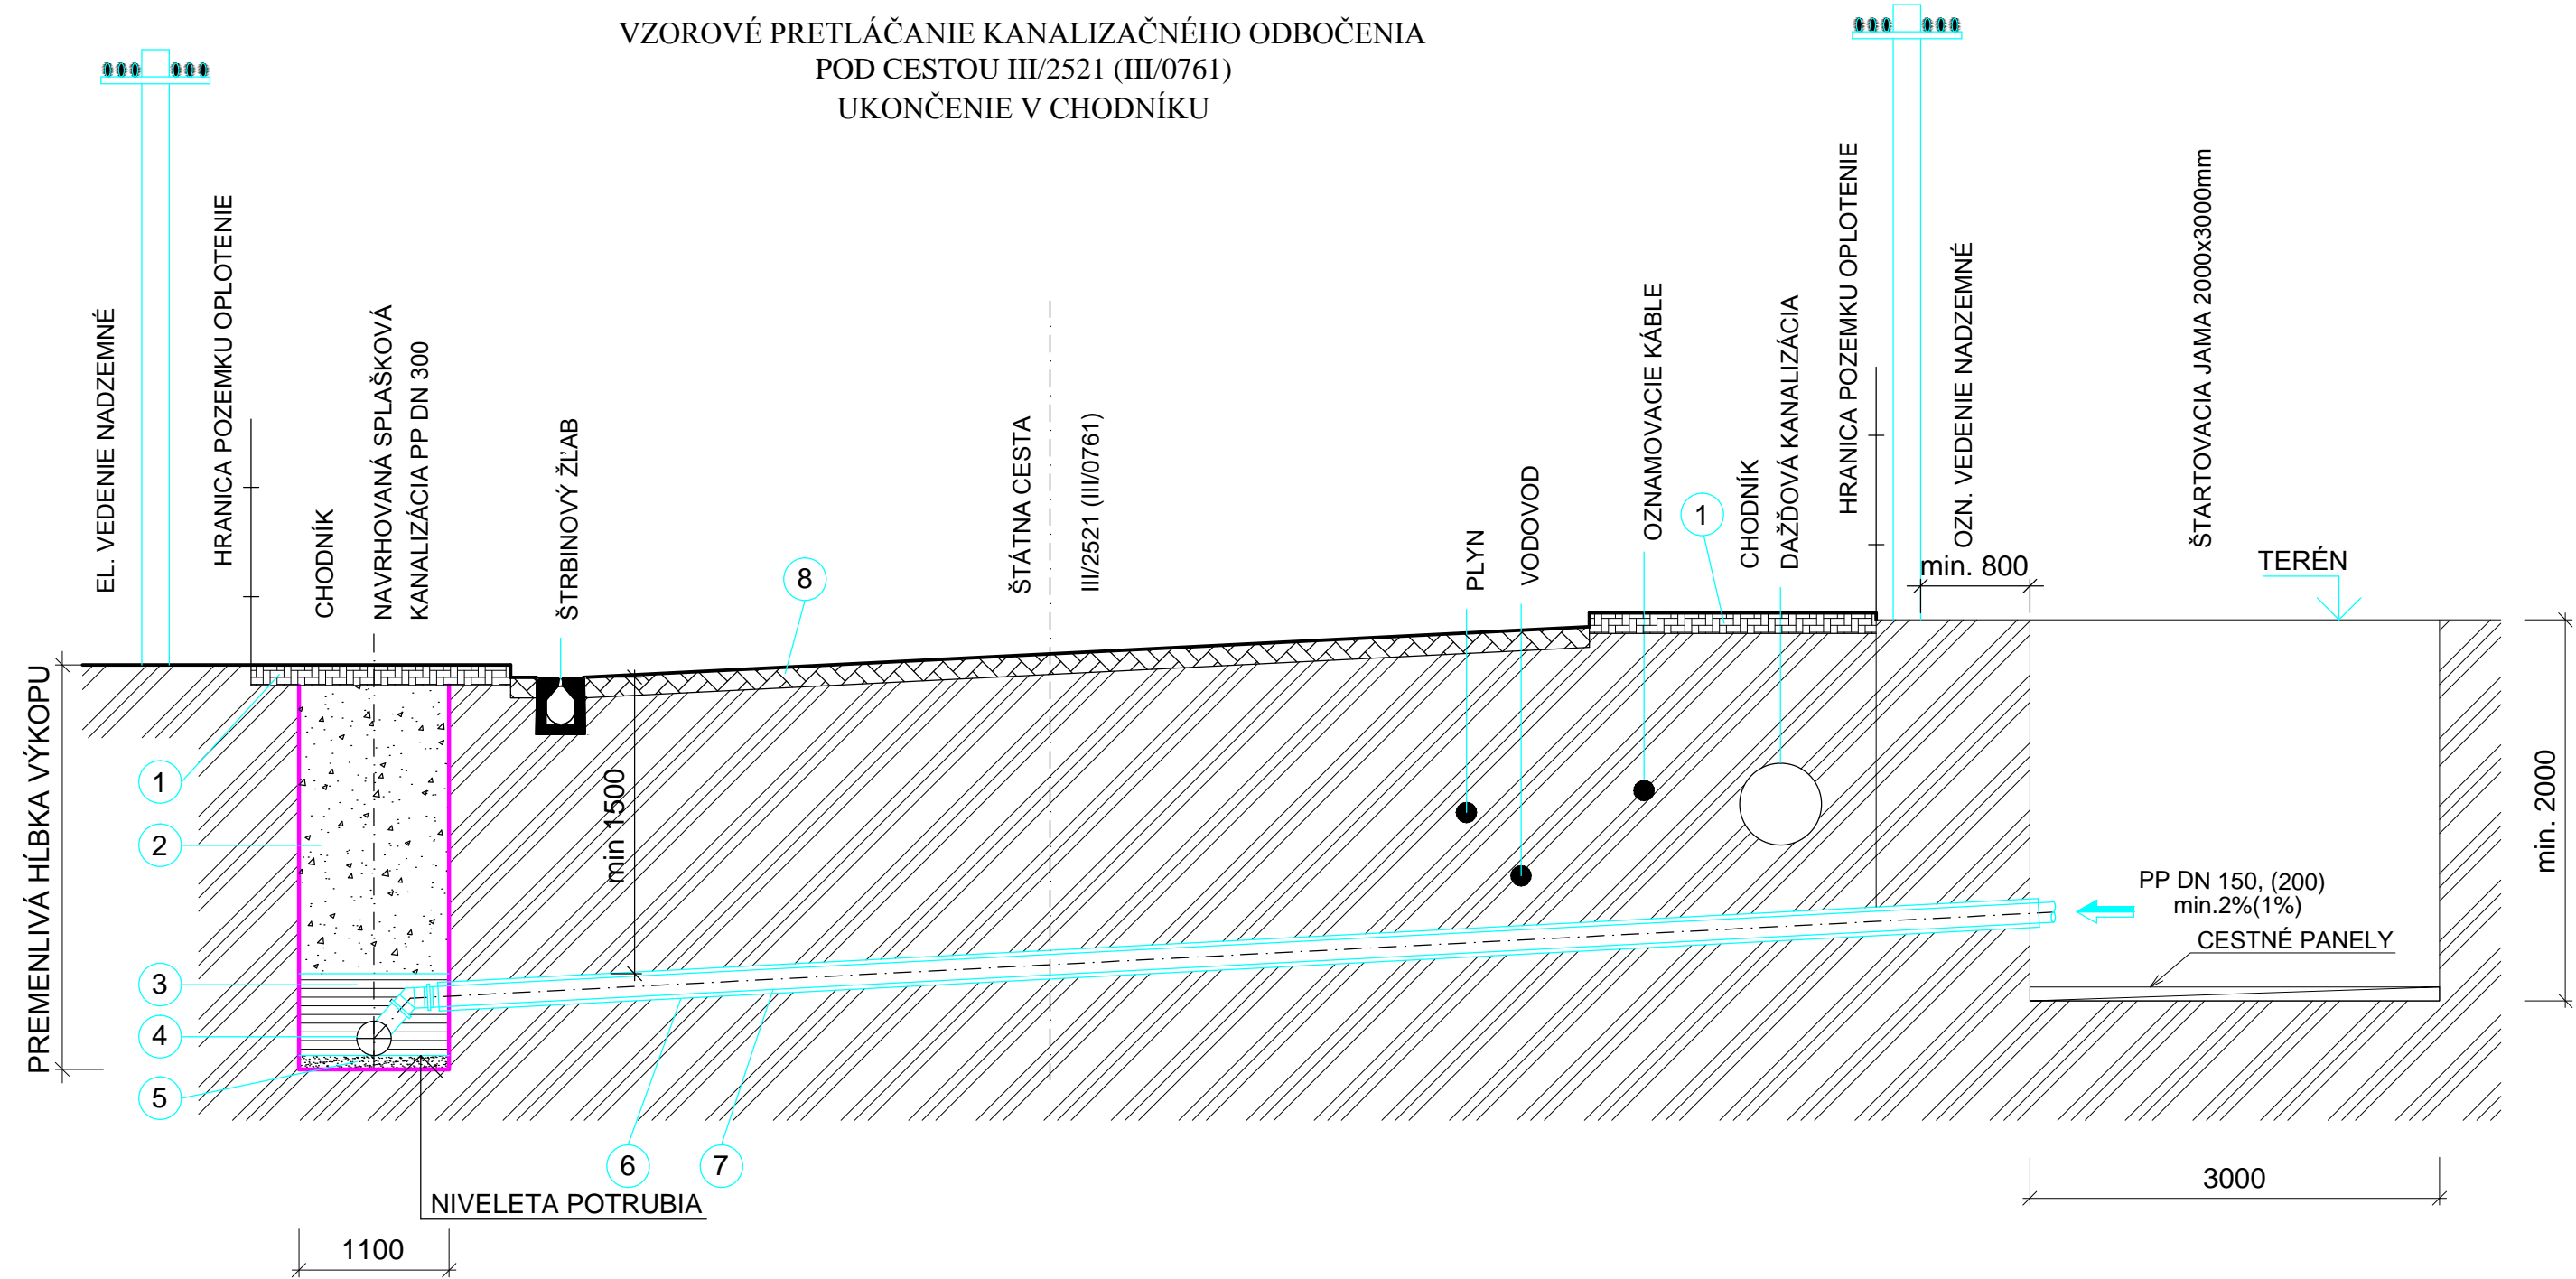 VZOROVÉ PRETLÁČANIE KANALIZAČNÉHO ODBOČENIA
POD CESTOU III/2521 (III/0761)
UKONČENIE V CHODNÍKU
EL. VEDENIE NADZEMNÉ
HRANICA POZEMKU OPLOTENIE
CHODNÍK
NAVRHOVANÁ SPLAŠKOVÁ
KANALIZÁCIA PP DN 300
ŠTRBINOVÝ ŽĽAB
8
ŠTÁTNA CESTA
III/2521 (III/0761)
PLYN
VODOVOD
OZNAMOVACIE KÁBLE
1
CHODNÍK
DAŽĎOVÁ KANALIZÁCIA
HRANICA POZEMKU OPLOTENIE
OZN. VEDENIE NADZEMNÉ
min. 800
ŠTARTOVACIA JAMA 2000x3000mm
TERÉN
PREMENLIVÁ HĹBKA VÝKOPU
1
2
3
4
5
min 1500
6
7
NIVELETA POTRUBIA
1100
PP DN 150, (200)
min.2%(1%)
CESTNÉ PANELY
min. 2000
3000